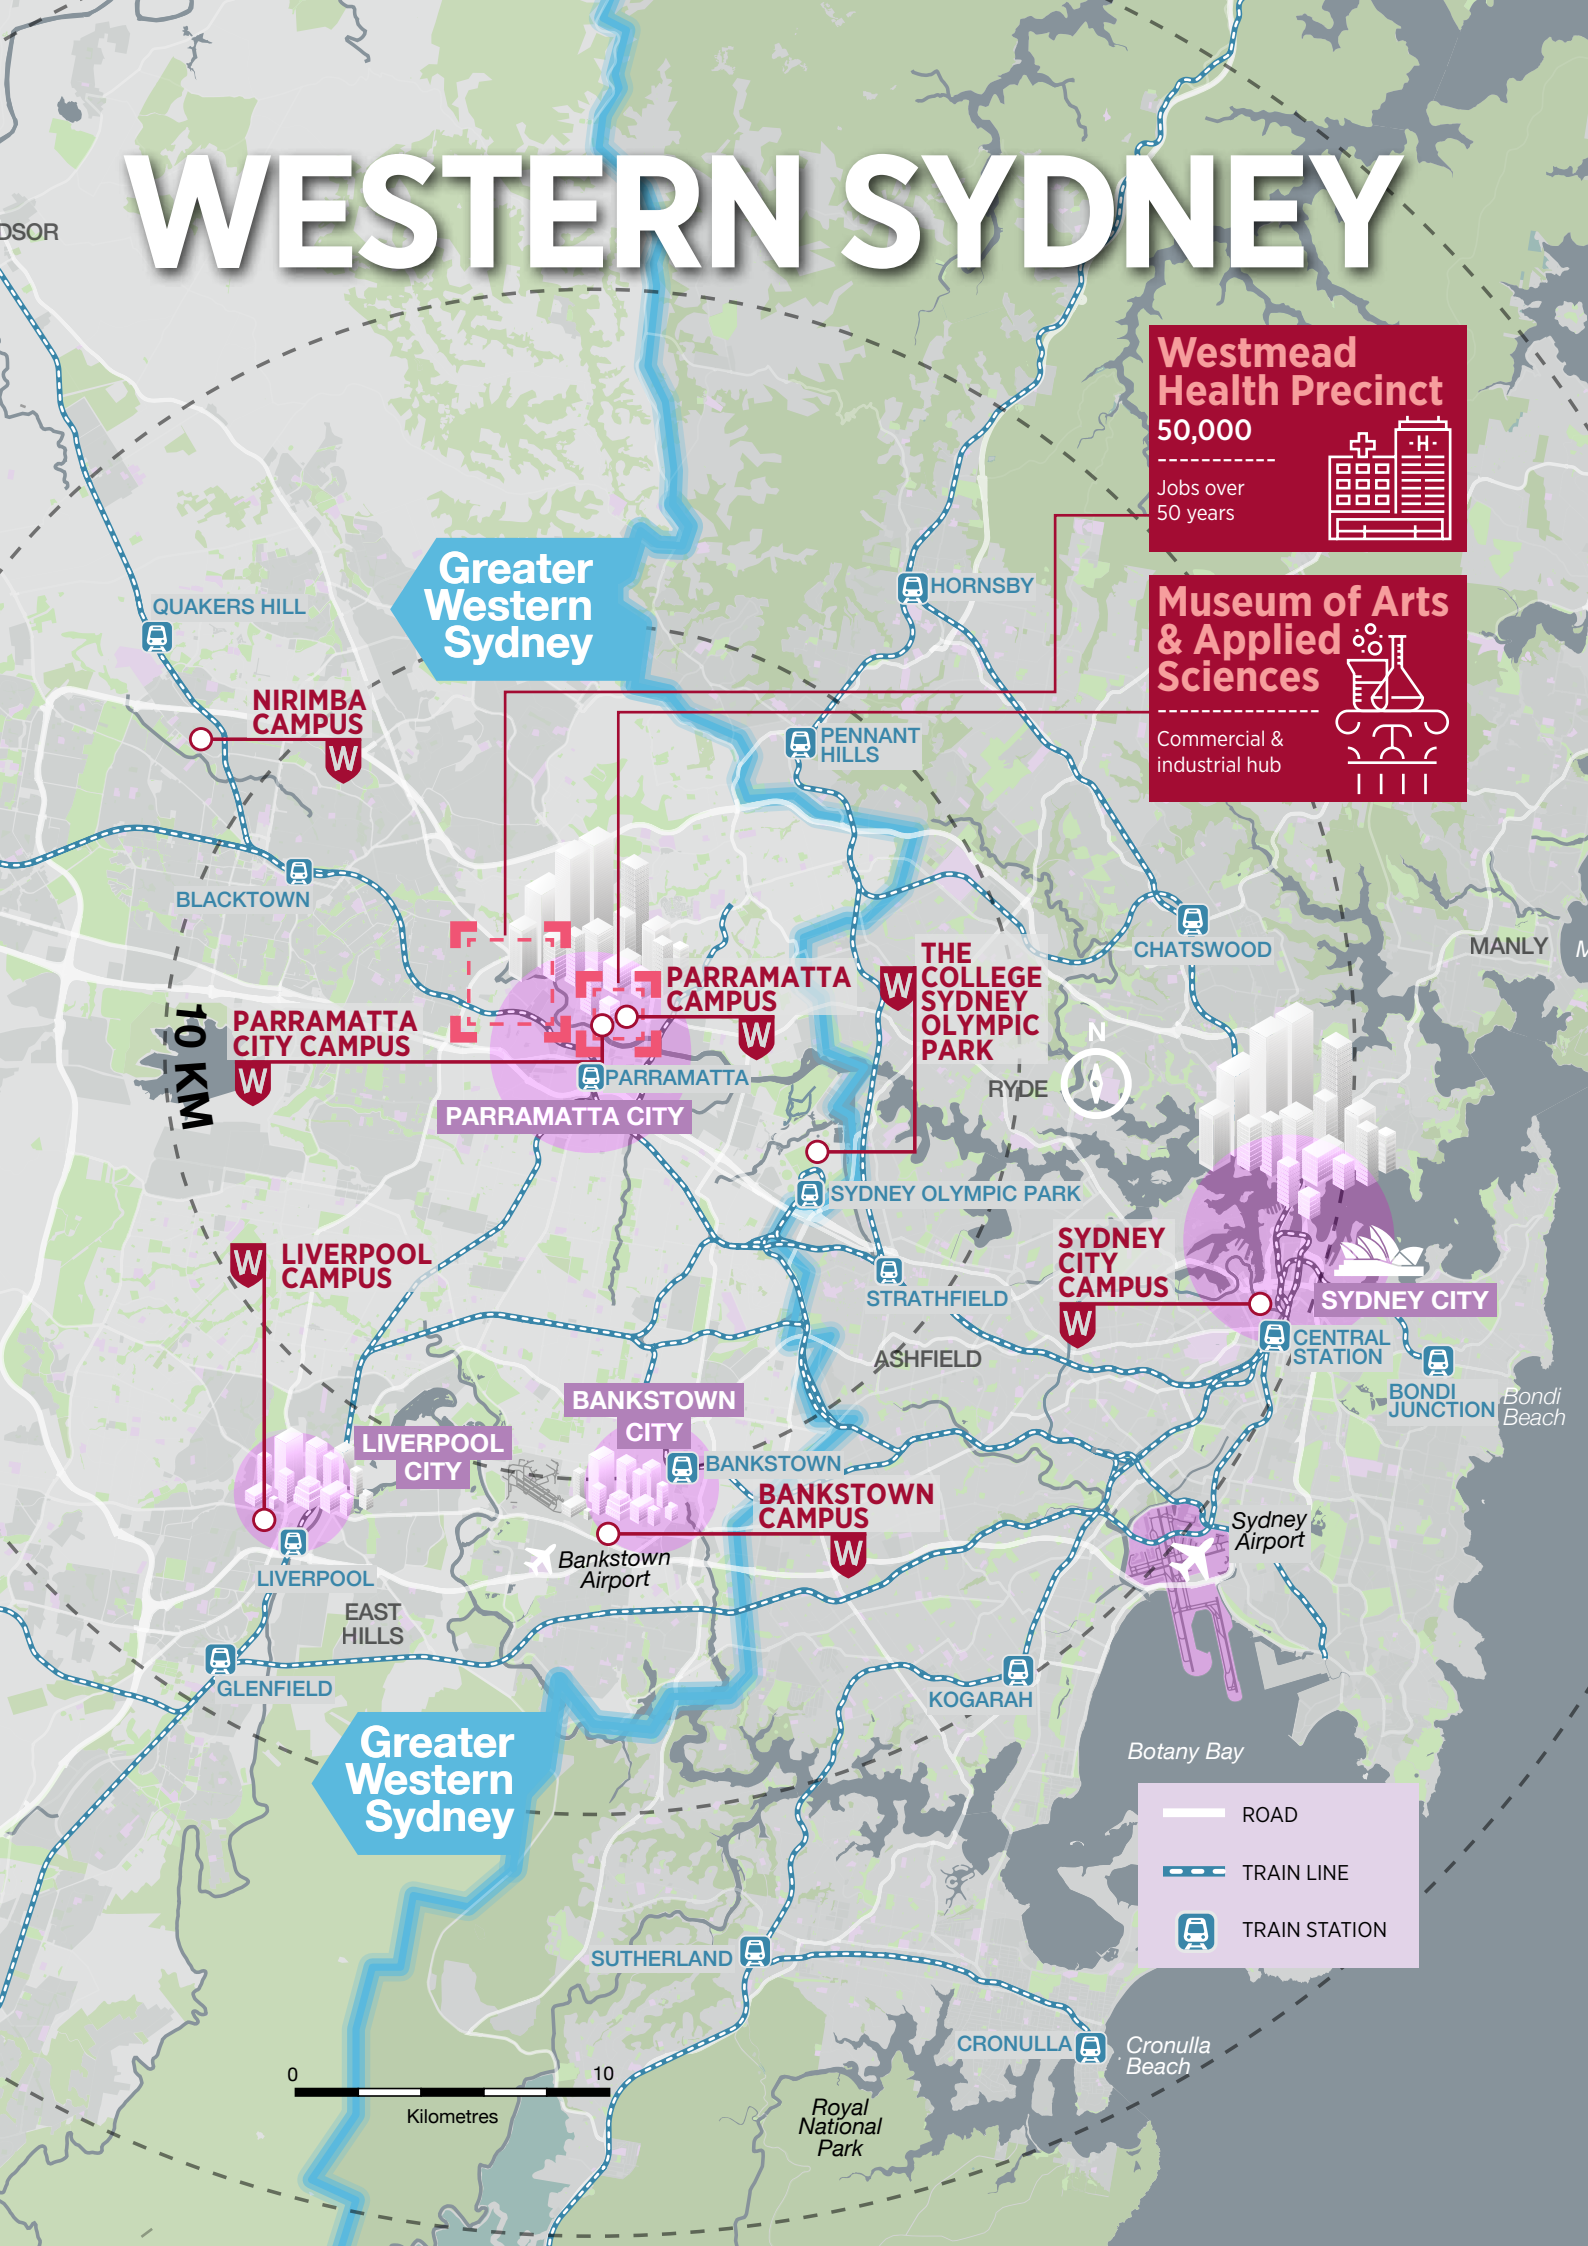 WESTERN SYDNEY
DSOR
Westmead
Health Precinct
50,000
Jobs over
50 years
H
Museum of Arts
& Applied
Sciences
Commercial &
industrial hub
Greater
Western
Sydney
HORNSBY
QUAKERS HILL
NIRIMBA
CAMPUS
W
PENNANT
HILLS
BLACKTOWN
CHATSWOOD
MANLY
M
THE
COLLEGE
SYDNEY
OLYMPIC
PARK
W
PARRAMATTA
CAMPUS
W
PARRAMATTA
CITY CAMPUS
W
10 KM
N
RYDE
PARRAMATTA
PARRAMATTA CITY
SYDNEY OLYMPIC PARK
W
LIVERPOOL
CAMPUS
SYDNEY
CITY
CAMPUS
W
STRATHFIELD
SYDNEY CITY
CENTRAL
STATION
ASHFIELD
BONDI
JUNCTION
Bondi
Beach
BANKSTOWN
CITY
LIVERPOOL
CITY
BANKSTOWN
BANKSTOWN
CAMPUS
W
Sydney
Airport
Bankstown
Airport
LIVERPOOL
EAST
HILLS
GLENFIELD
KOGARAH
Greater
Western
Sydney
Botany Bay
ROAD
TRAIN LINE
TRAIN STATION
SUTHERLAND
CRONULLA
Cronulla
Beach
0 10
Kilometres
Royal
National
Park